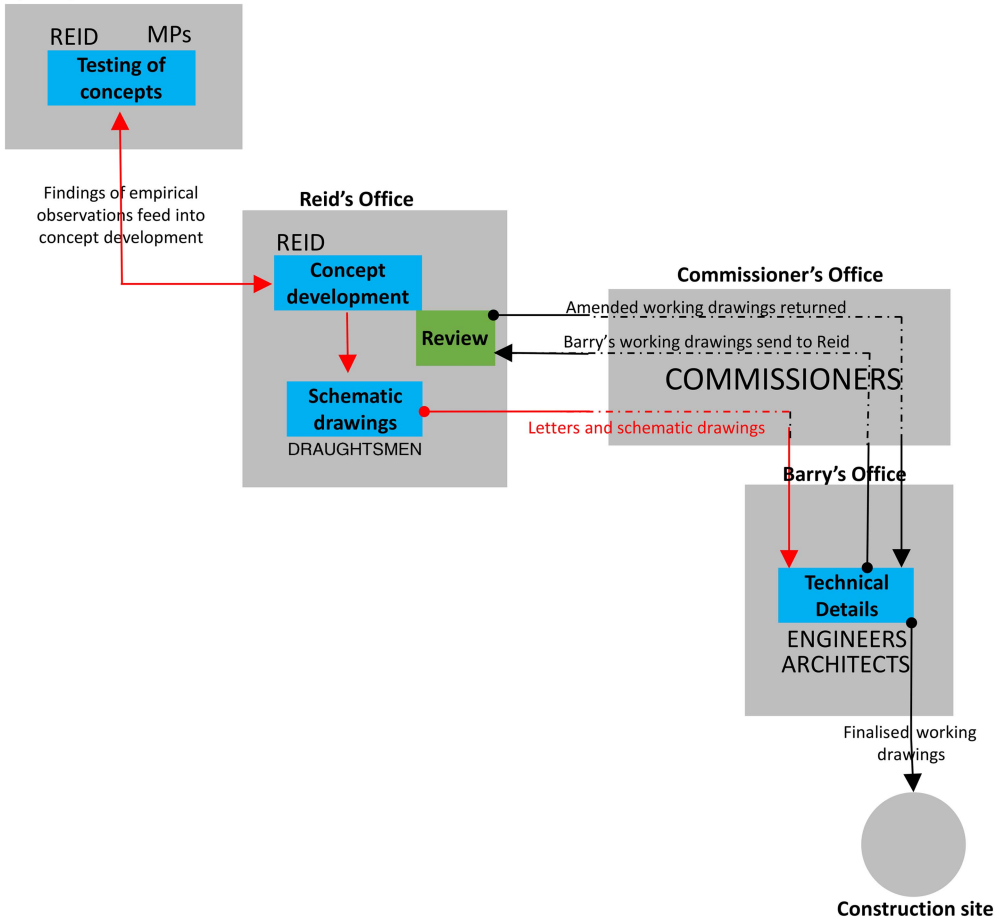 REID MPs
Testing of
concepts
Findings of empirical
observations feed into
concept development
Reid’s Office
REID
Concept
development
Review
Schematic
drawings
DRAUGHTSMEN
Commissioner’s Office
Amended working drawings returned
Barry’s working drawings send to Reid
COMMISSIONERS
Letters and schematic drawings
Barry’s Office
Technical
Details
ENGINEERS
ARCHITECTS
Finalised working
drawings
Construction site